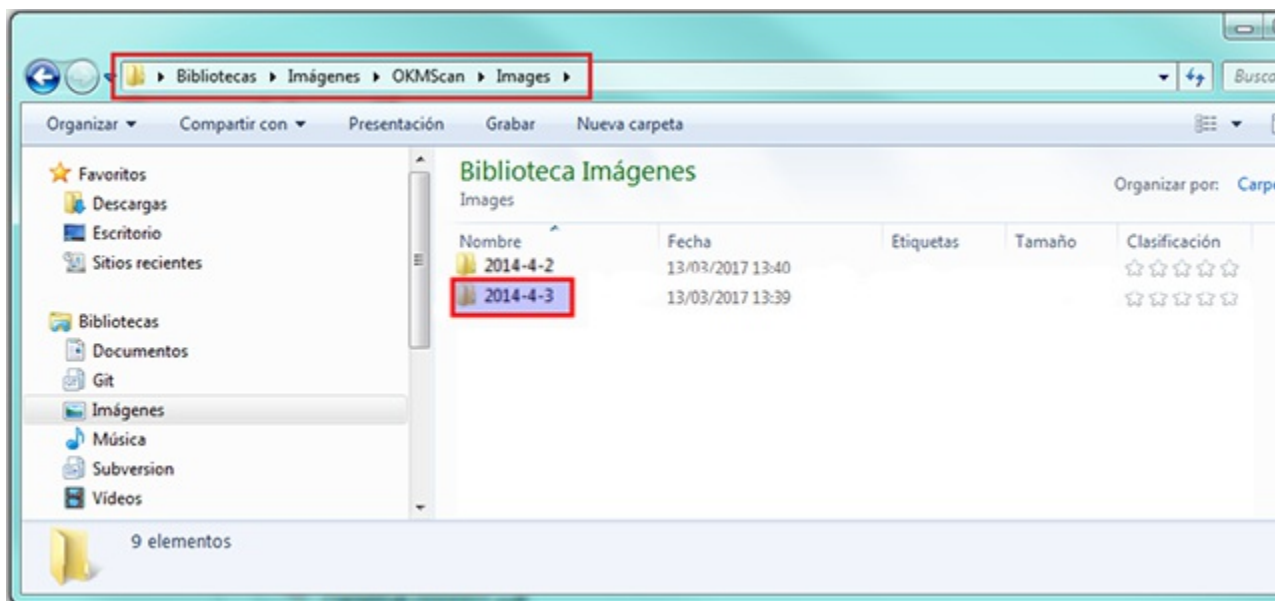 Bibliotecas Imágenes OKMScan Images
Organizar Compartir con Presentación Grabar Nueva carpeta
Favoritos
Descargas
Escritorio
Sitios recientes
Bibliotecas
Documentos
Git
Imágenes
Música
Subversion
Vídeos
Biblioteca Imágenes
Images
Organizar por:
Nombre Fecha Etiquetas Tamaño Clasificación
2014-4-2 13/03/2017 13:40
2014-4-3 13/03/2017 13:39
9 elementos